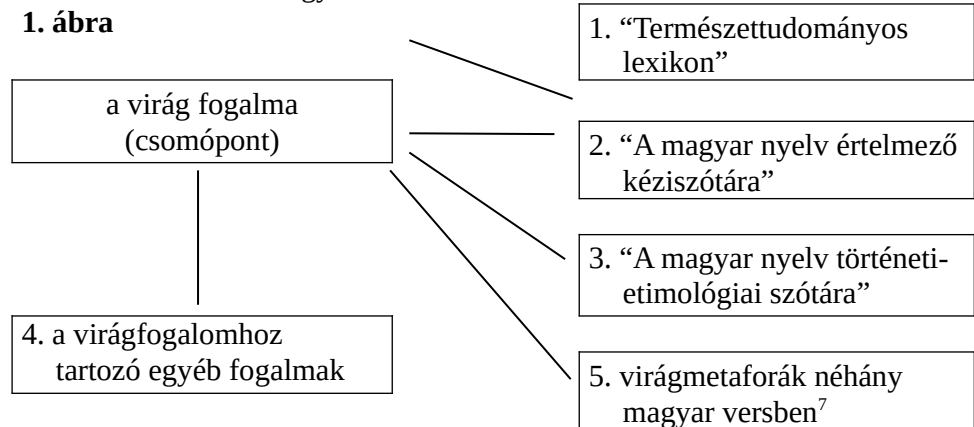 1. ábra
1. “Természettudományos
lexikon”
a virág fogalma
(csomópont)
2. “A magyar nyelv értelmező
kéziszótára”
3. “A magyar nyelv történeti-
etimológiai szótára”
4. a virágfogalomhoz
tartozó egyéb fogalmak
5. virágmetaforák néhány
magyar versben7